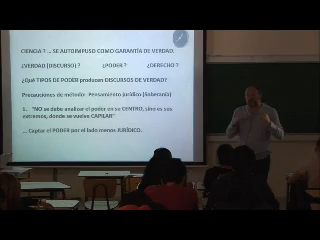 CIENCIA ? ... SE AUTOIMPUSO COMO GARANTÍA DE VERDAD.
¿VERDAD (DISCURSO) ? ¿PODER ? ¿DERECHO ?
¿Qué TIPOS DE PODER producen DISCURSOS DE VERDAD?
Precauciones de método- Pensamiento jurídico (Soberanía)
1. "NO se debe analizar el poder en su CENTRO, sino es sus
extremos, donde se vuelve CAPILAR"
... Captar el PODER por el lado menos JURÍDICO.